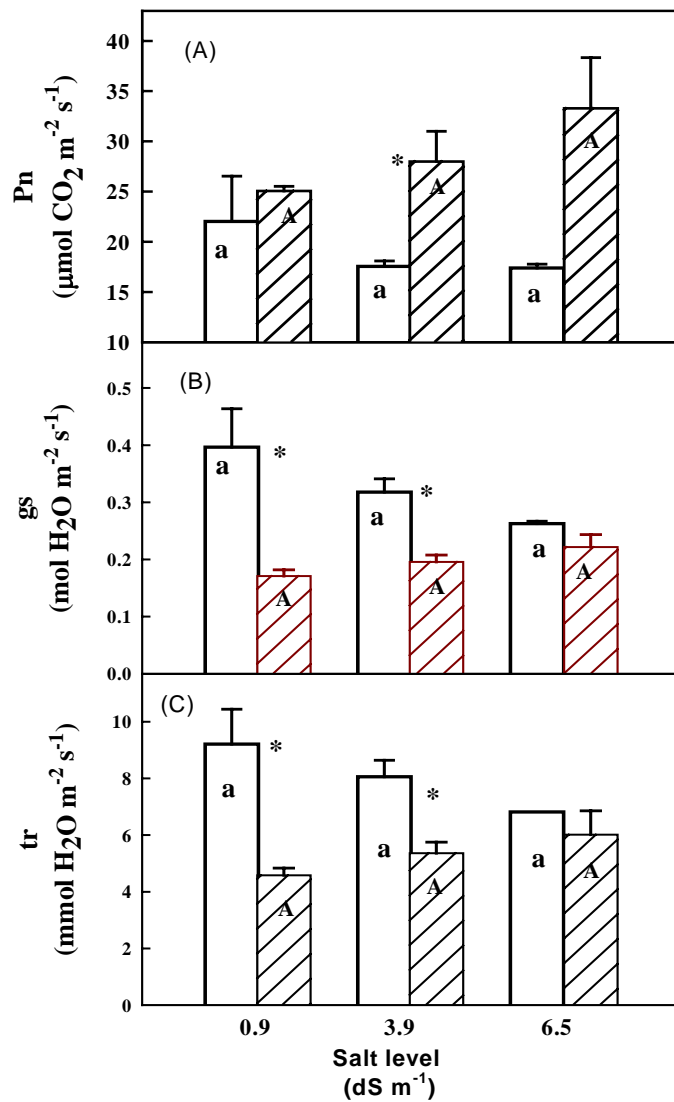 (A)
40
35
30
25
20
15
10
Pn
(μmol CO2 m-2 s-1)
a
A
*
a
A
a
A
(B)
0.5
0.4
0.3
0.2
0.1
0.0
gs
(mol H2O m-2 s-1)
a
*
A
a
*
A
a
A
(C)
10
8
6
4
2
0
tr
(mmol H2O m-2 s-1)
a
*
A
a
*
A
a
A
0.9 3.9 6.5
Salt level
(dS m-1)